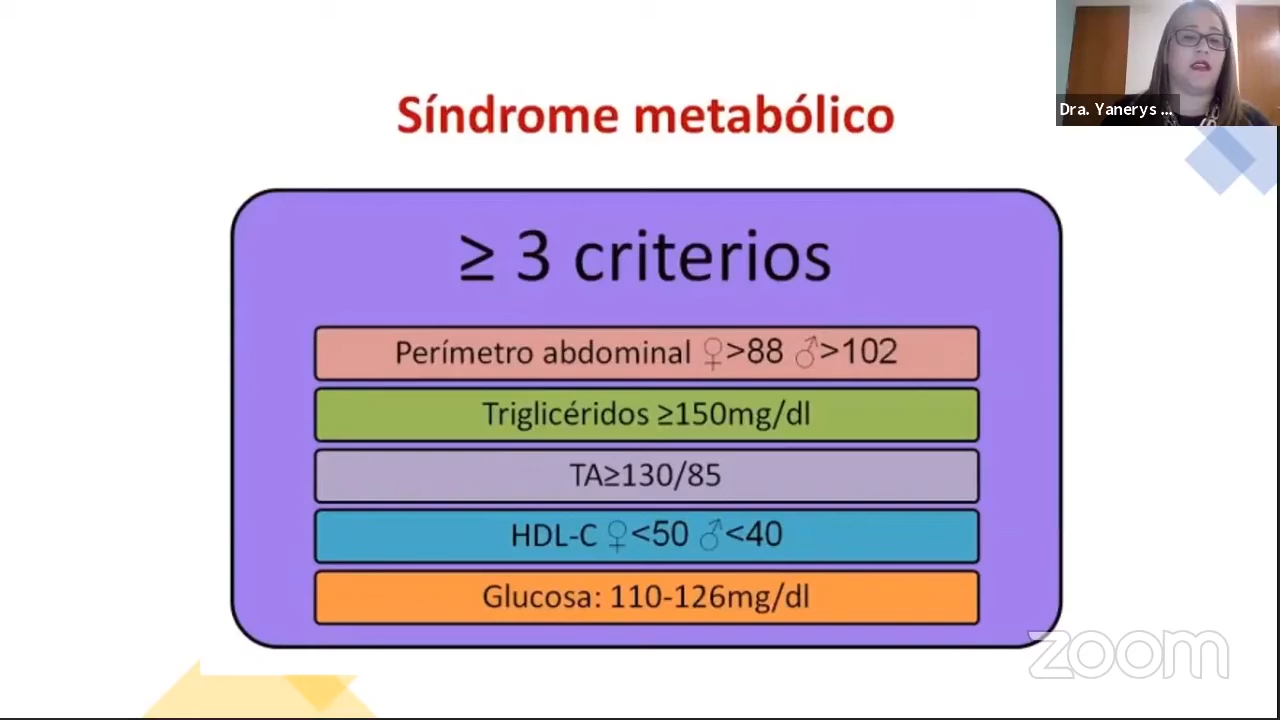 Síndrome metabólico
≥ 3 criterios
Perímetro abdominal ♀>88 ♂>102
Triglicéridos ≥150mg/dl
TA≥130/85
HDL-C ♀<50 ♂<40
Glucosa: 110-126mg/dl
Dra. Yanerys ...
zoom